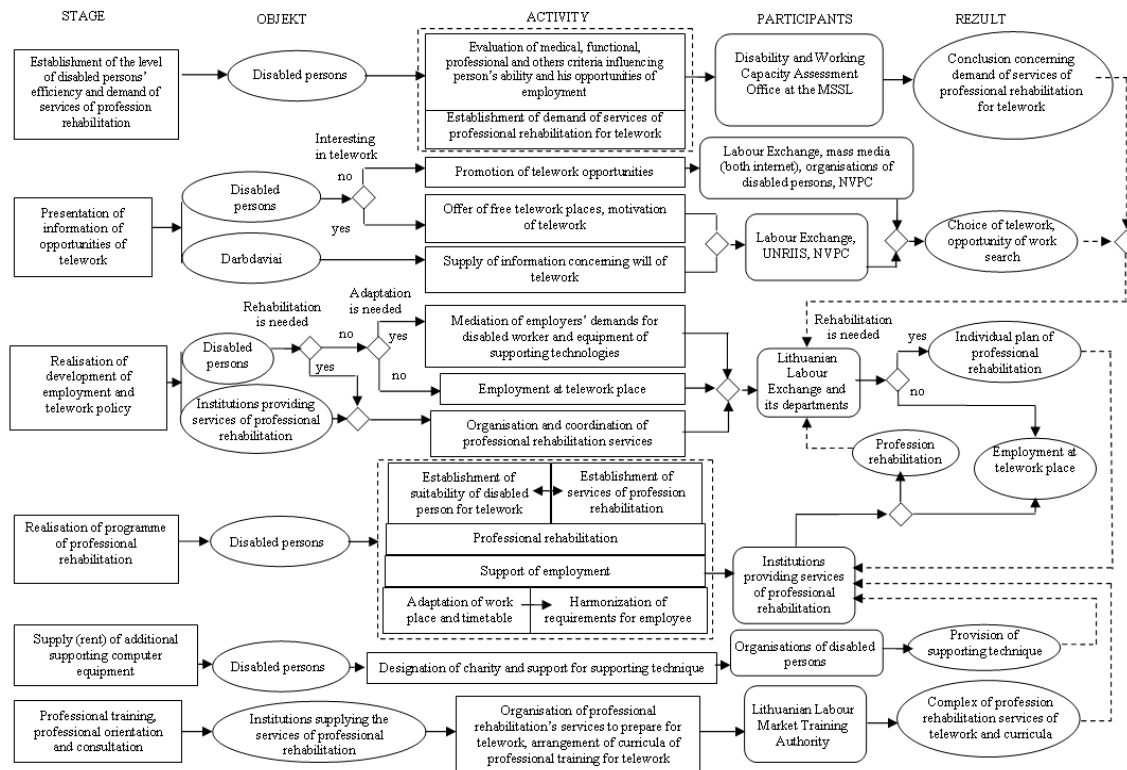 STAGE
OBJEKT
ACTIVITY
PARTICIPANTS
REZULT
Establishment of the level
of disabled persons’
efficiency and demand of
services of profession
rehabilitation
Disabled persons
Evaluation of medical, functional,
professional and others criteria influencing
person’s ability and his opportunities of
employment
Establishment of demand of services
of professional rehabilitation for telework
Disability and Working
Capacity Assessment
Office at the MSSL
Conclusion concerning
demand of services of
professional rehabilitation
for telework
Presentation of
information of
opportunities of
telework
Disabled
persons
Darbdaviai
Interesting
in telework
no
yes
Promotion of telework opportunities
Offer of free telework places, motivation
of telework
Supply of information concerning will of
telework
Labour Exchange, mass media
(both internet), organisations of
disabled persons, NVPC
Labour Exchange,
UNRIIS, NVPC
Choice of telework,
opportunity of work
search
Realisation of
development of
employment and
telework policy
Disabled
persons
Institutions providing
services of professional
rehabilitation
Rehabilitation
is needed
no
yes
Adaptation is
needed
yes
no
Mediation of employers’ demands for
disabled worker and equipment of
supporting technologies
Employment at telework place
Organisation and coordination of
professional rehabilitation services
Lithuanian
Labour
Exchange and
its departments
Rehabilitation
is needed
yes
no
Individual plan of
professional
rehabilitation
Profession
rehabilitation
Employment at
telework place
Realisation of programme
of professional
rehabilitation
Disabled persons
Establishment of
suitability of disabled
person for telework
Establishment of
services of profession
rehabilitation
Professional rehabilitation
Support of employment
Adaptation of work
place and timetable
Harmonization of
requirements for employee
Institutions
providing services
of professional
rehabilitation
Supply (rent) of additional
supporting computer
equipment
Disabled persons
Designation of charity and support for supporting technique
Organisations of disabled
persons
Provision of
supporting technique
Professional training,
professional orientation
and consultation
Institutions supplying the
services of professional
rehabilitation
Organisation of professional
rehabilitation’s services to prepare for
telework, arrangement of curricula of
professional training for telework
Lithuanian Labour
Market Training
Authority
Complex of profession
rehabilitation services of
telework and curricula